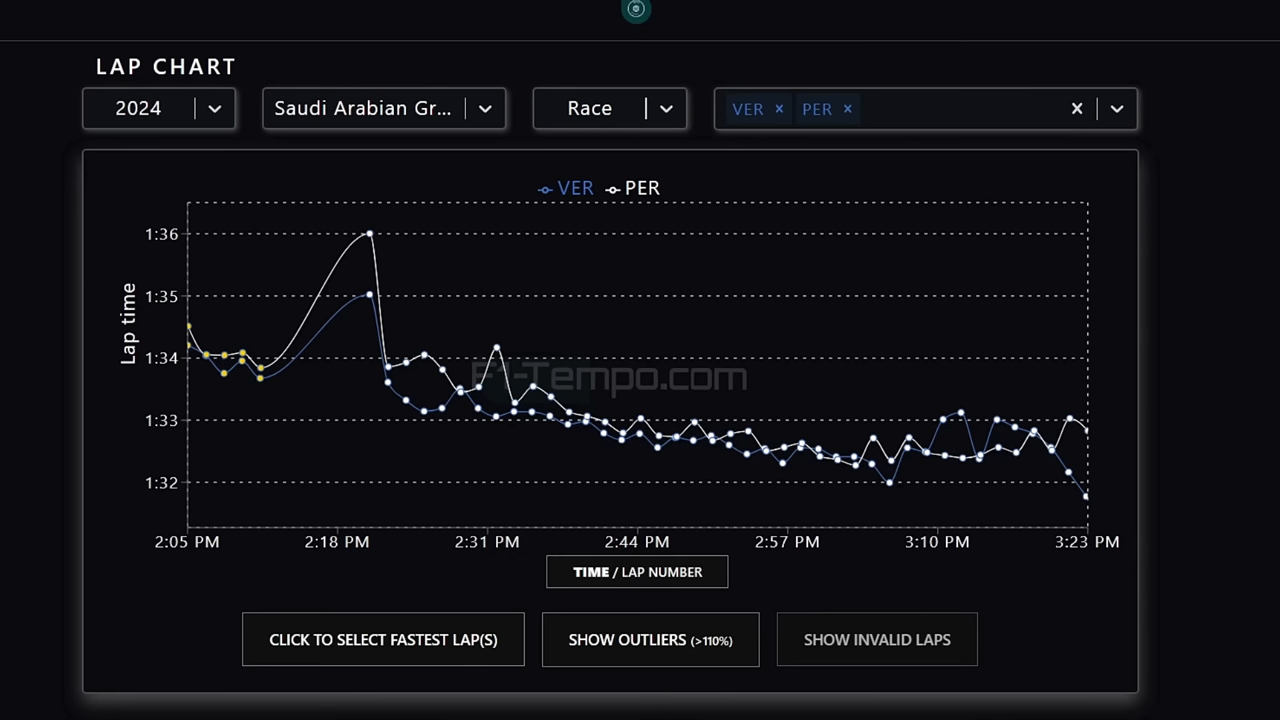 LAP CHART
2024 Saudi Arabian Gr... Race VER × PER ×
VER PER
1:36
1:35
1:34
1:33
1:32
Lap time
F1-Tempo.com
2:05 PM 2:18 PM 2:31 PM 2:44 PM 2:57 PM 3:10 PM 3:23 PM
TIME / LAP NUMBER
CLICK TO SELECT FASTEST LAP(S) SHOW OUTLIERS (>110%) SHOW INVALID LAPS